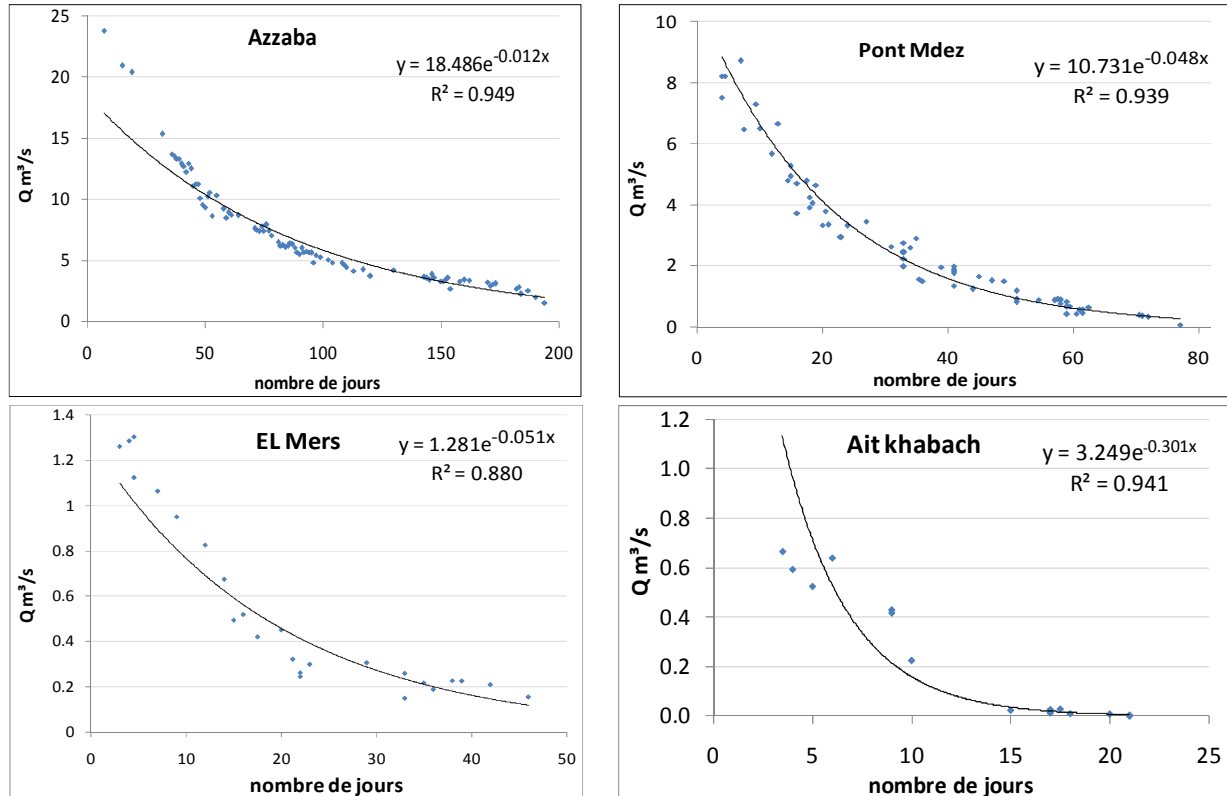 Azzaba
y = 18.486e^-0.012x
R² = 0.949
Q m³/s
25
20
15
10
5
0
0 50 100 150 200
nombre de jours
Pont Mdez
y = 10.731e^-0.048x
R² = 0.939
Q m³/s
10
8
6
4
2
0
0 20 40 60 80
nombre de jours
EL Mers
y = 1.281e^-0.051x
R² = 0.880
Q m³/s
1.4
1.2
1
0.8
0.6
0.4
0.2
0
0 10 20 30 40 50
nombre de jours
Ait khabach
y = 3.249e^-0.301x
R² = 0.941
Q m³/s
1.2
1.0
0.8
0.6
0.4
0.2
0.0
0 5 10 15 20 25
nombre de jours